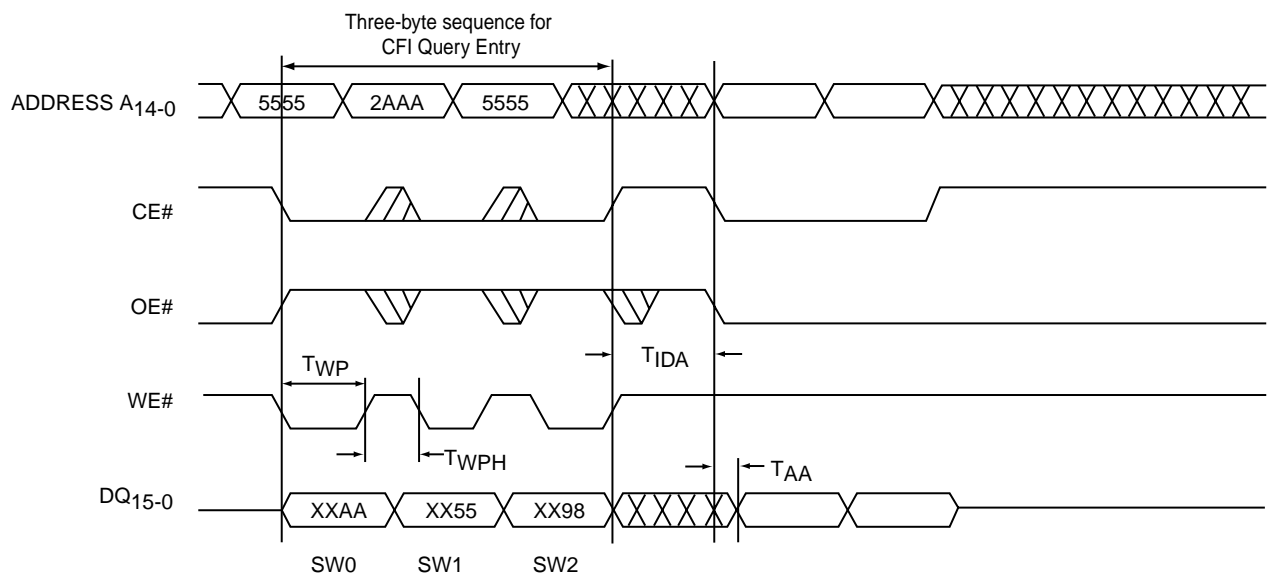 Three-byte sequence for
CFI Query Entry
ADDRESS A14-0
5555
2AAA
5555
CE#
OE#
TIDA
TWP
WE#
TWPH
TAA
DQ15-0
XXAA
XX55
XX98
SW0
SW1
SW2